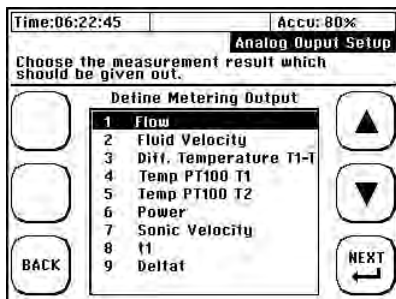 Time:06:22:45
Accu: 80%
Analog Ouput Setup
Choose the measurement result which
should be given out.
Define Metering Output
1 Flow
2 Fluid Velocity
3 Diff. Temperature T1-T
4 Temp PT100 T1
5 Temp PT100 T2
6 Power
7 Sonic Velocity
8 t1
9 Deltat
BACK
NEXT